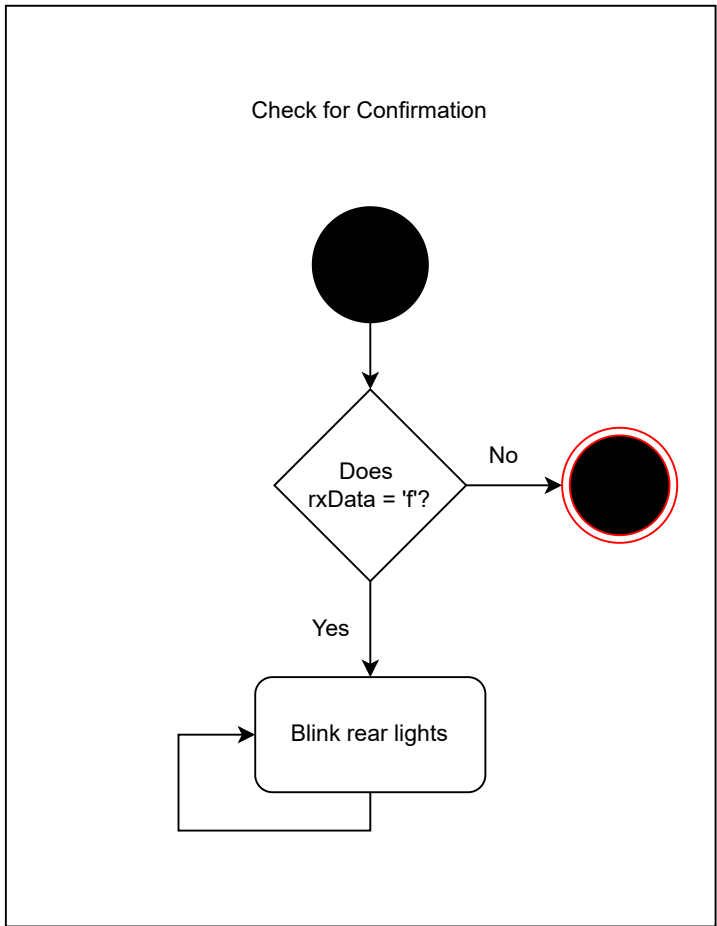 Check for Confirmation
Does
rxData = 'f'?
No
Yes
Blink rear lights